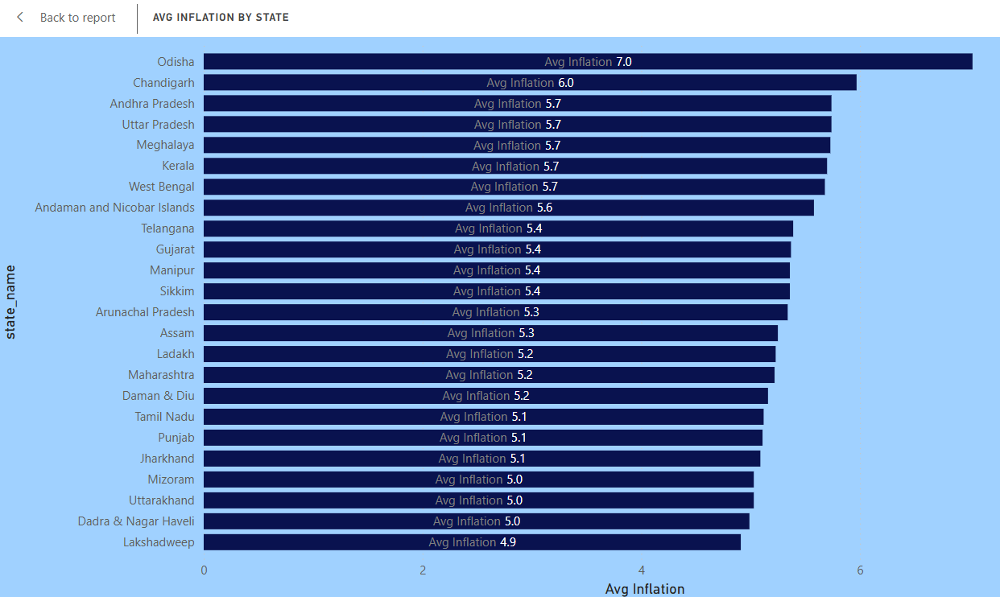 Back to report
AVG INFLATION BY STATE
Odisha Avg Inflation 7.0
Chandigarh Avg Inflation 6.0
Andhra Pradesh Avg Inflation 5.7
Uttar Pradesh Avg Inflation 5.7
Meghalaya Avg Inflation 5.7
Kerala Avg Inflation 5.7
West Bengal Avg Inflation 5.7
Andaman and Nicobar Islands Avg Inflation 5.6
Telangana Avg Inflation 5.4
Gujarat Avg Inflation 5.4
Manipur Avg Inflation 5.4
Sikkim Avg Inflation 5.4
Arunachal Pradesh Avg Inflation 5.3
Assam Avg Inflation 5.3
Ladakh Avg Inflation 5.2
Maharashtra Avg Inflation 5.2
Daman & Diu Avg Inflation 5.2
Tamil Nadu Avg Inflation 5.1
Punjab Avg Inflation 5.1
Jharkhand Avg Inflation 5.1
Mizoram Avg Inflation 5.0
Uttarakhand Avg Inflation 5.0
Dadra & Nagar Haveli Avg Inflation 5.0
Lakshadweep Avg Inflation 4.9
state_name
0 2 4 6
Avg Inflation